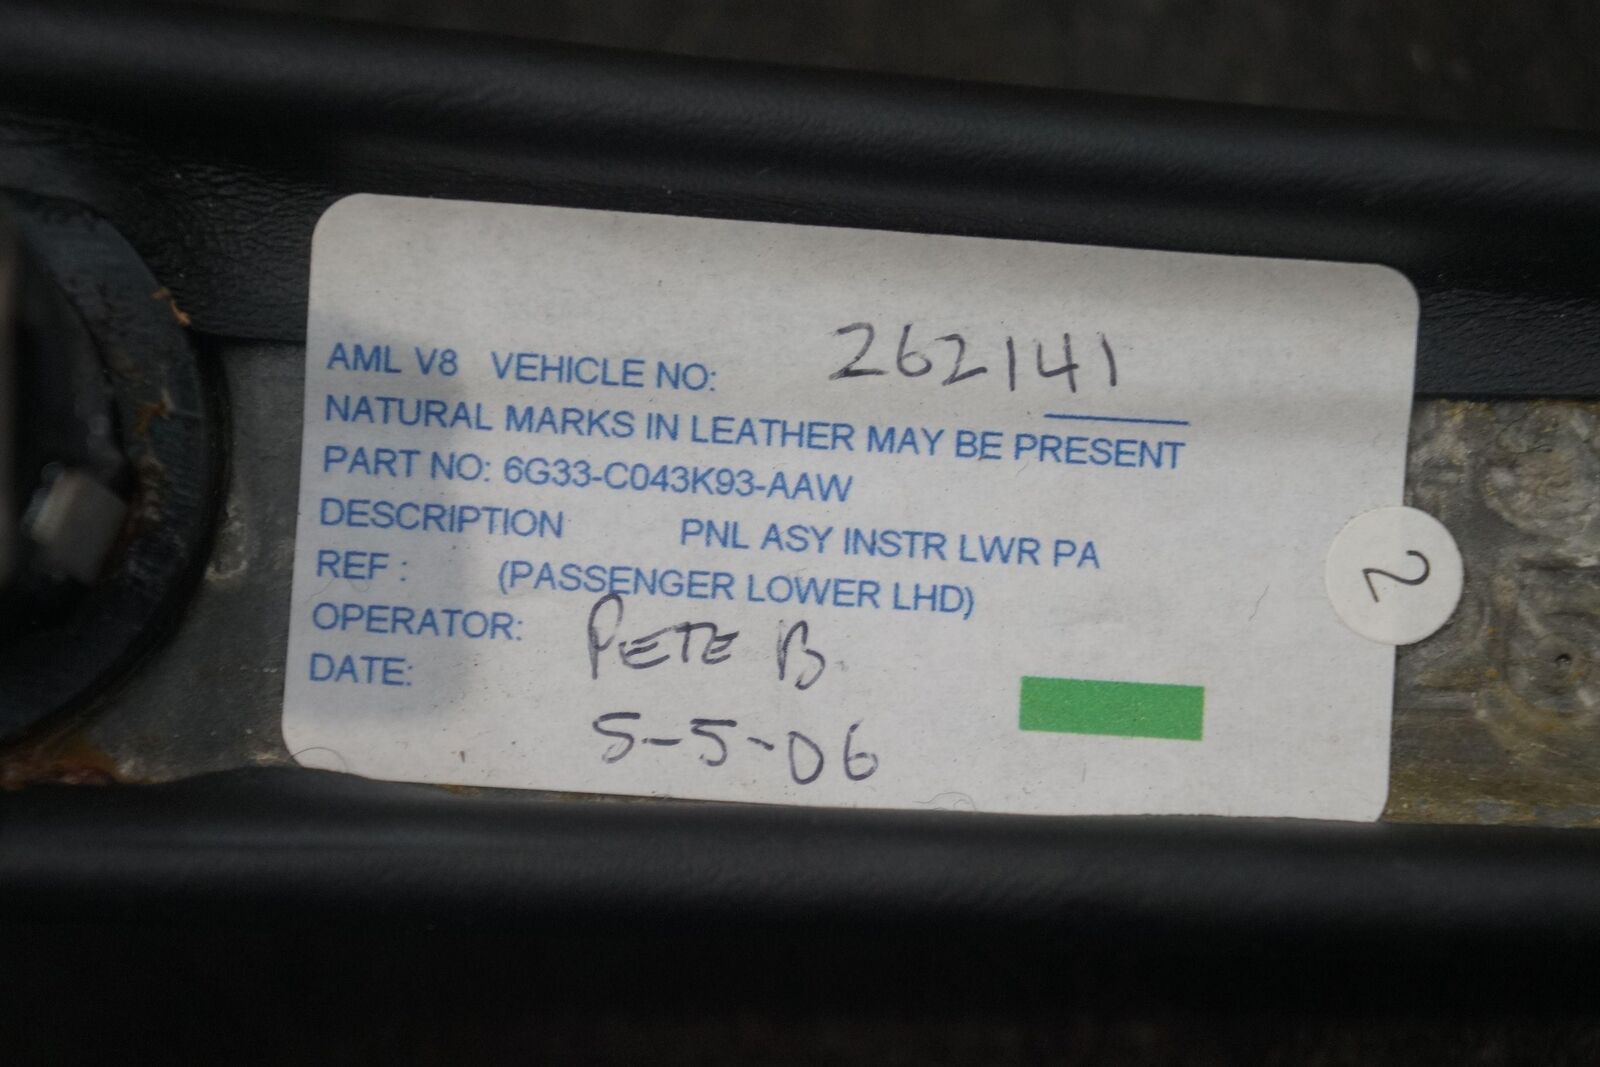 AML V8 VEHICLE NO: 262141
NATURAL MARKS IN LEATHER MAY BE PRESENT
PART NO: 6G33-C043K93-AAW
DESCRIPTION PNL ASY INSTR LWR PA
REF : (PASSENGER LOWER LHD)
OPERATOR: PETE B.
DATE: 5-5-06
2